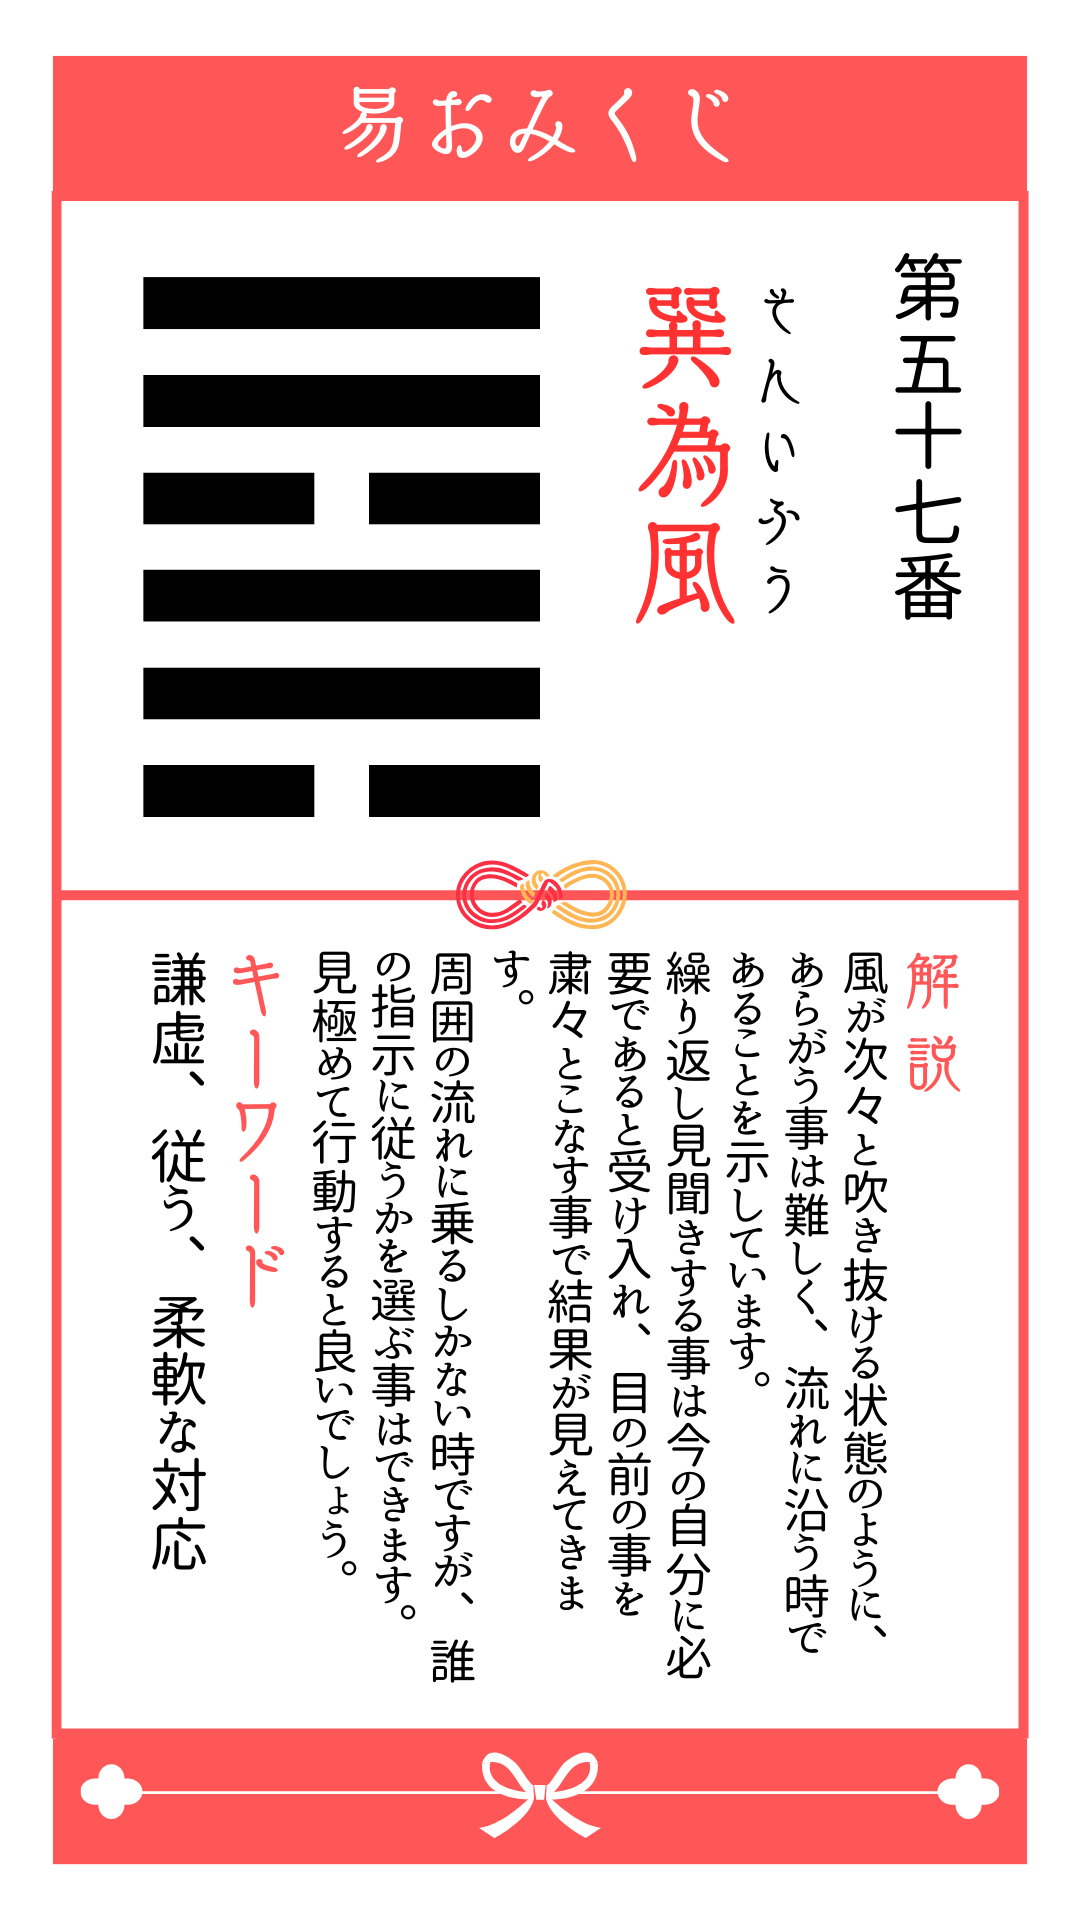 易おみくじ
第五十七番
そんいふう
巽為風
解説
風が次々と吹き抜ける状態のように、
あらがう事は難しく、流れに沿う時で
あることを示しています。
繰り返し見聞きする事は今の自分に必
要であると受け入れ、目の前の事を
粛々とこなす事で結果が見えてきま
す。
周囲の流れに乗るしかない時ですが、誰
の指示に従うかを選ぶ事はできます。
見極めて行動すると良いでしょう。
キーワード
謙虚、従う、柔軟な対応